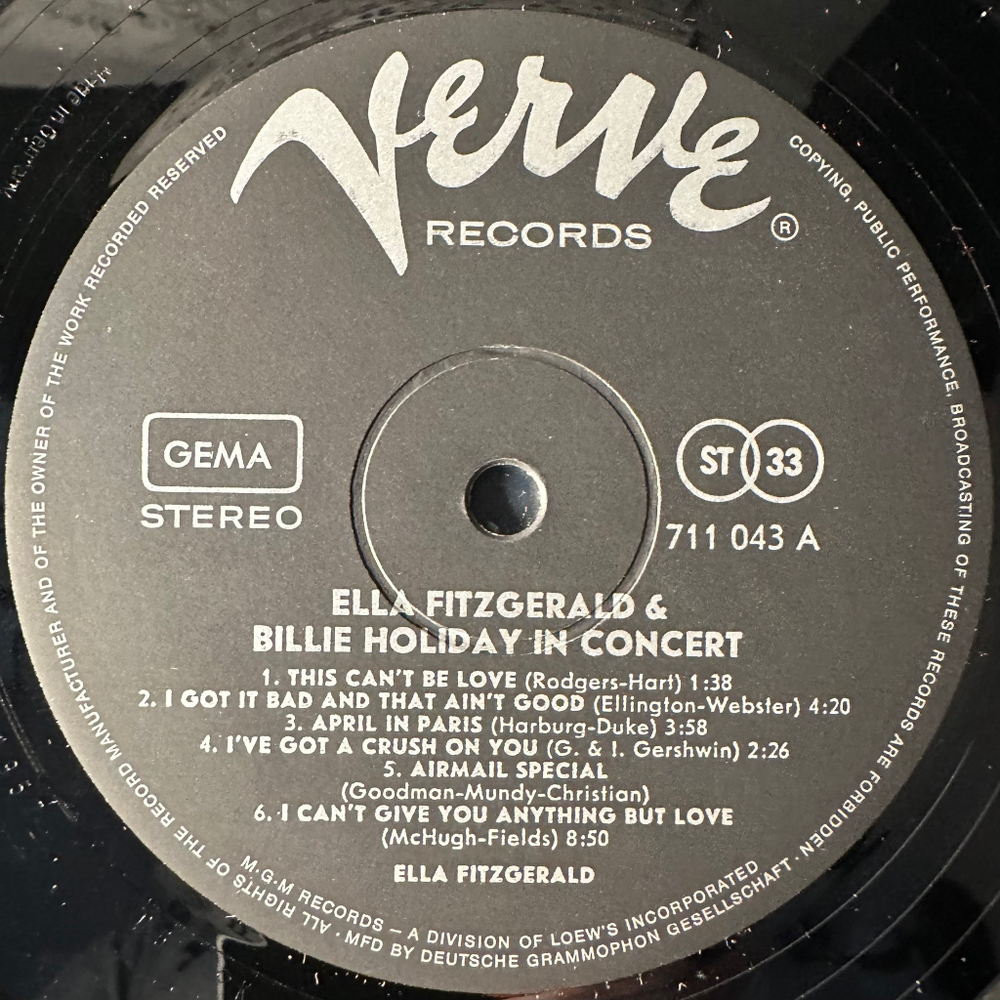 Verve
RECORDS ®
GEMA
STEREO
ST 33
711 043 A
ELLA FITZGERALD &
BILLIE HOLIDAY IN CONCERT
1. THIS CAN'T BE LOVE (Rodgers-Hart) 1:38
2. I GOT IT BAD AND THAT AIN'T GOOD (Ellington-Webster) 4:20
3. APRIL IN PARIS (Harburg-Duke) 3:58
4. I'VE GOT A CRUSH ON YOU (G. & I. Gershwin) 2:26
5. AIRMAIL SPECIAL
(Goodman-Mundy-Christian)
6. I CAN'T GIVE YOU ANYTHING BUT LOVE
(McHugh-Fields) 8:50
ELLA FITZGERALD
M·G·M RECORDS — A DIVISION OF LOEW'S INCORPORATED
· ALL RIGHTS OF THE RECORD MANUFACTURER AND OF THE OWNER OF THE WORK RECORDED RESERVED
COPYING, PUBLIC PERFORMANCE, BROADCASTING OF THESE RECORDS ARE FORBIDDEN · MFD BY DEUTSCHE GRAMMOPHON GESELLSCHAFT ·